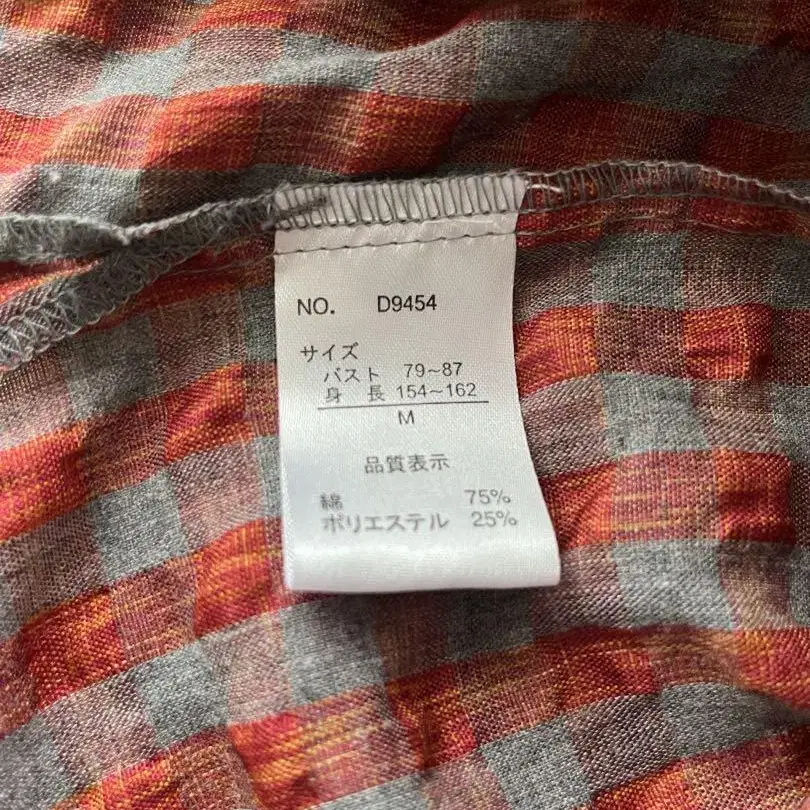 NO. D9454
サイズ
バスト 79~87
身 長 154~162
M
品質表示
綿 75%
ポリエステル 25%